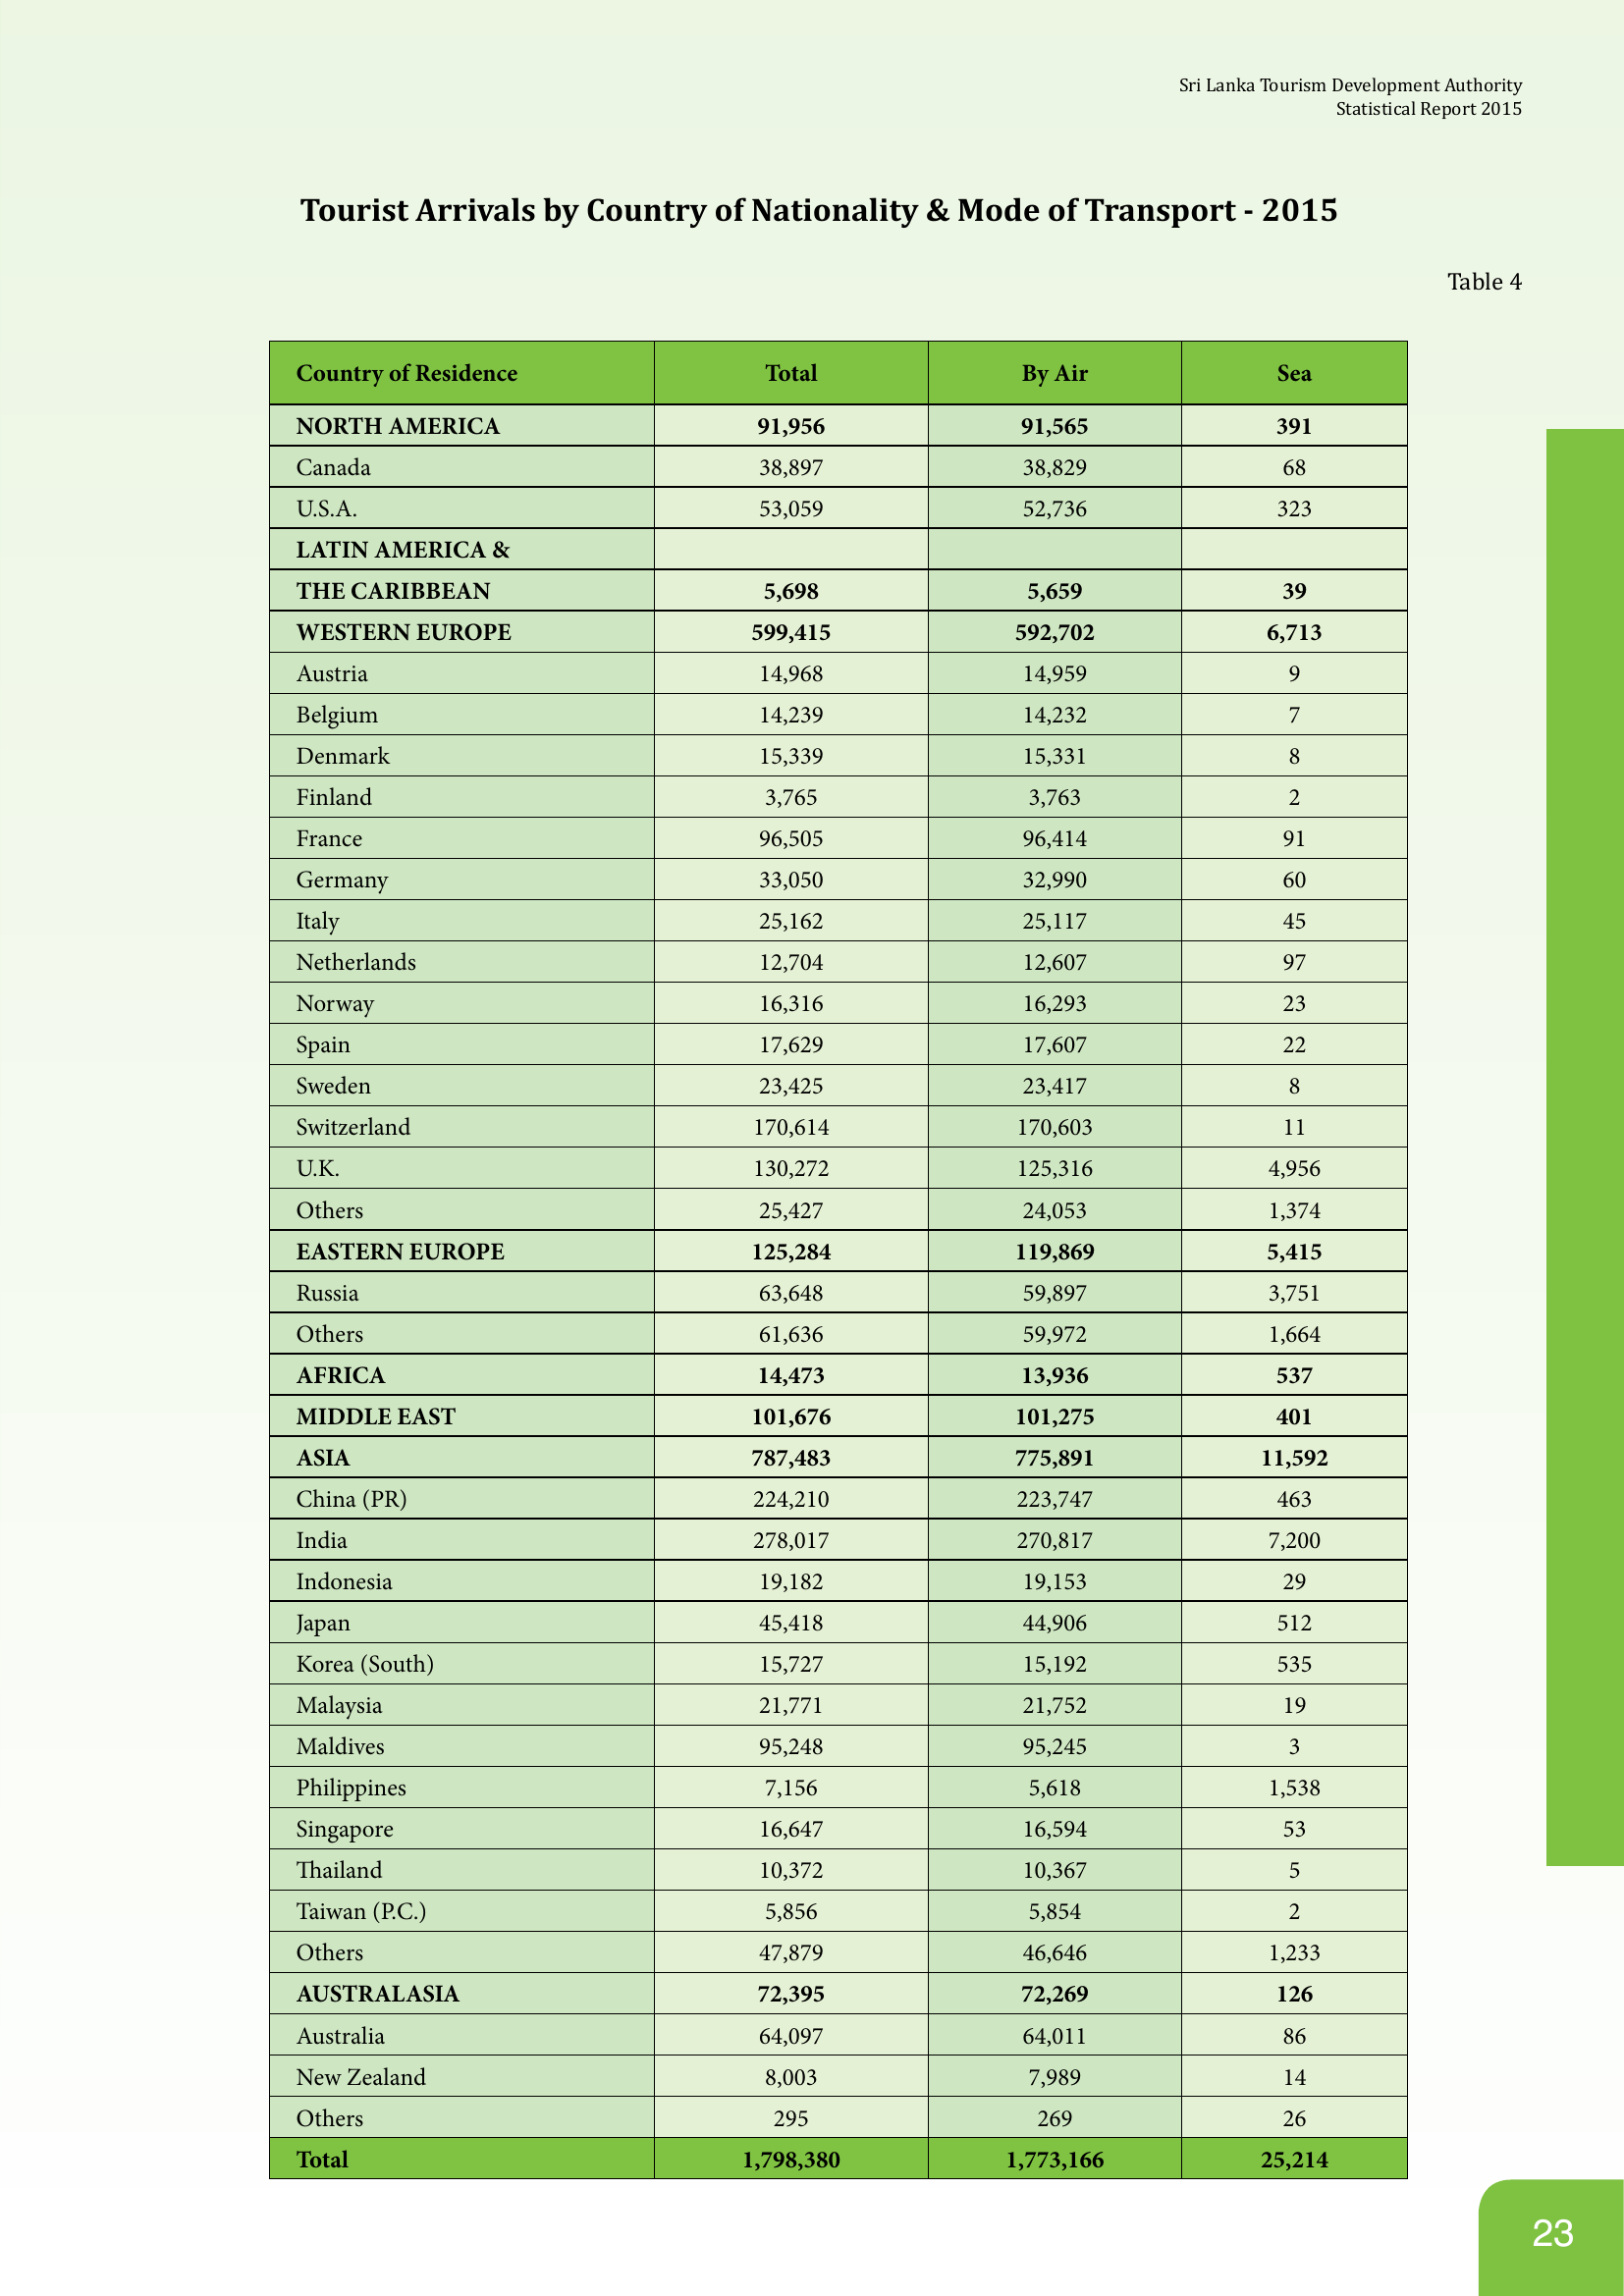 Sri Lanka Tourism Development Authority
Statistical Report 2015
Tourist Arrivals by Country of Nationality & Mode of Transport - 2015
Table 4
Country of Residence Total By Air Sea
NORTH AMERICA 91,956 91,565 391
Canada 38,897 38,829 68
U.S.A. 53,059 52,736 323
LATIN AMERICA &
THE CARIBBEAN 5,698 5,659 39
WESTERN EUROPE 599,415 592,702 6,713
Austria 14,968 14,959 9
Belgium 14,239 14,232 7
Denmark 15,339 15,331 8
Finland 3,765 3,763 2
France 96,505 96,414 91
Germany 33,050 32,990 60
Italy 25,162 25,117 45
Netherlands 12,704 12,607 97
Norway 16,316 16,293 23
Spain 17,629 17,607 22
Sweden 23,425 23,417 8
Switzerland 170,614 170,603 11
U.K. 130,272 125,316 4,956
Others 25,427 24,053 1,374
EASTERN EUROPE 125,284 119,869 5,415
Russia 63,648 59,897 3,751
Others 61,636 59,972 1,664
AFRICA 14,473 13,936 537
MIDDLE EAST 101,676 101,275 401
ASIA 787,483 775,891 11,592
China (PR) 224,210 223,747 463
India 278,017 270,817 7,200
Indonesia 19,182 19,153 29
Japan 45,418 44,906 512
Korea (South) 15,727 15,192 535
Malaysia 21,771 21,752 19
Maldives 95,248 95,245 3
Philippines 7,156 5,618 1,538
Singapore 16,647 16,594 53
Thailand 10,372 10,367 5
Taiwan (P.C.) 5,856 5,854 2
Others 47,879 46,646 1,233
AUSTRALASIA 72,395 72,269 126
Australia 64,097 64,011 86
New Zealand 8,003 7,989 14
Others 295 269 26
Total 1,798,380 1,773,166 25,214
23